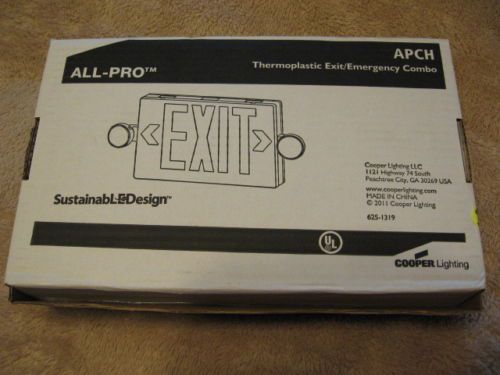 APCH
ALL-PRO™
Thermoplastic Exit/Emergency Combo
EXIT
Cooper Lighting LLC
1121 Highway 74 South
Peachtree City, GA 30269 USA
www.cooperlighting.com
MADE IN CHINA
© 2011 Cooper Lighting
SustainabLEDesign™
625-1319
UL
COOPER Lighting